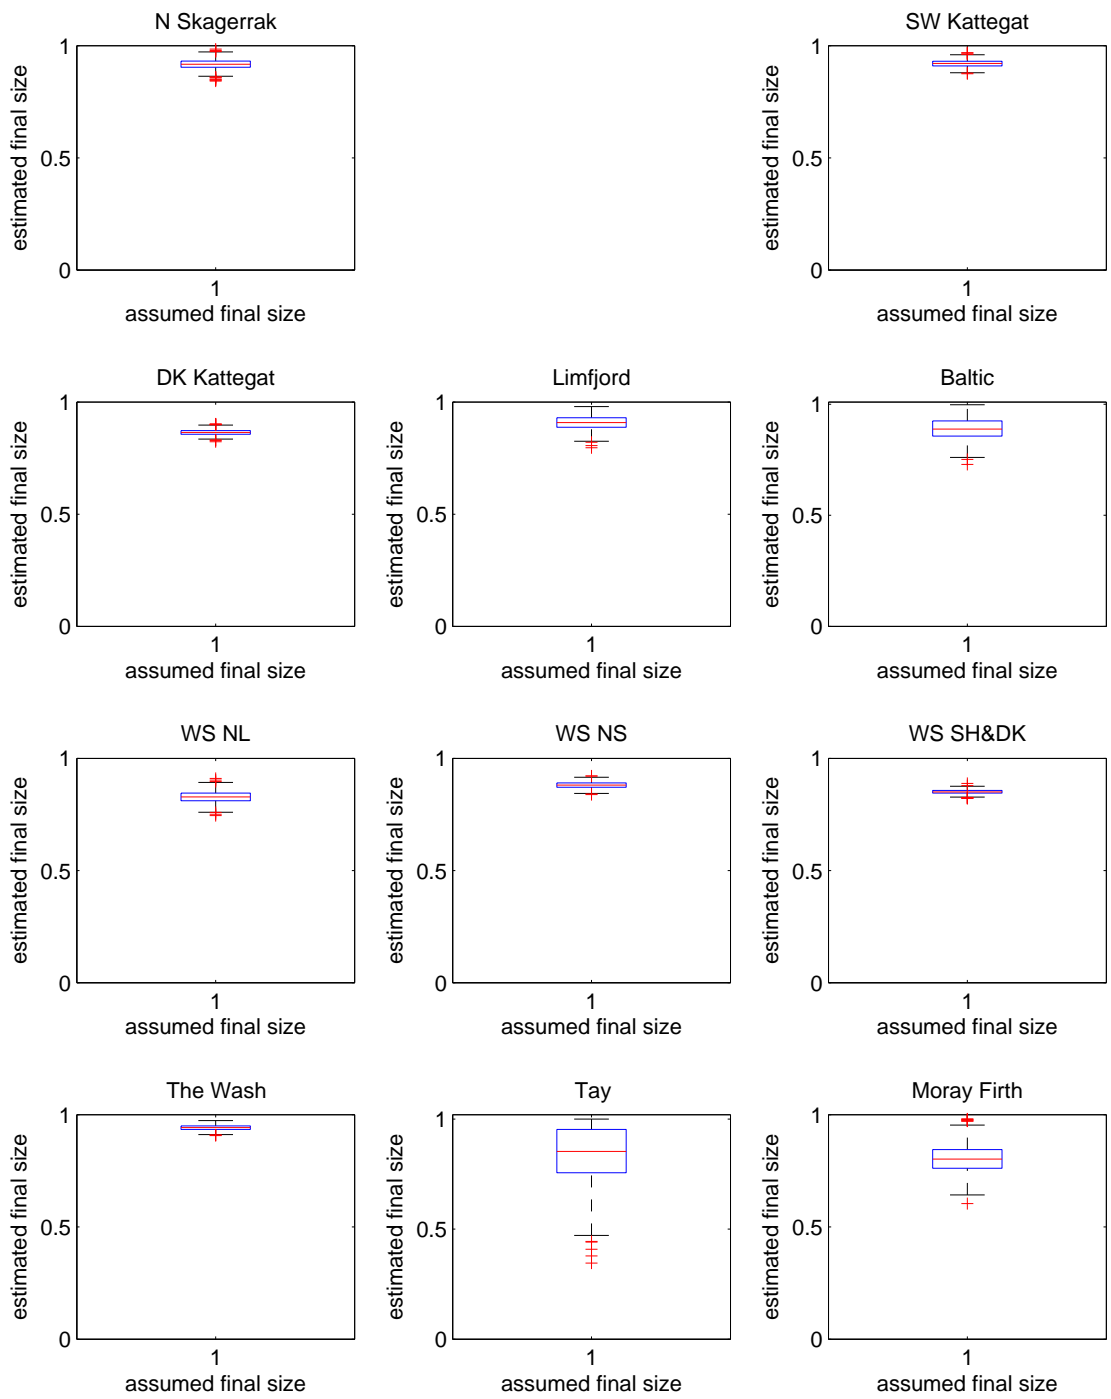 N Skagerrak
1
0.5
0
estimated final size
1
assumed final size
SW Kattegat
1
0.5
0
estimated final size
1
assumed final size
DK Kattegat
1
0.5
0
estimated final size
1
assumed final size
Limfjord
1
0.5
0
estimated final size
1
assumed final size
Baltic
1
0.5
0
estimated final size
1
assumed final size
WS NL
1
0.5
0
estimated final size
1
assumed final size
WS NS
1
0.5
0
estimated final size
1
assumed final size
WS SH&DK
1
0.5
0
estimated final size
1
assumed final size
The Wash
1
0.5
0
estimated final size
1
assumed final size
Tay
1
0.5
0
estimated final size
1
assumed final size
Moray Firth
1
0.5
0
estimated final size
1
assumed final size